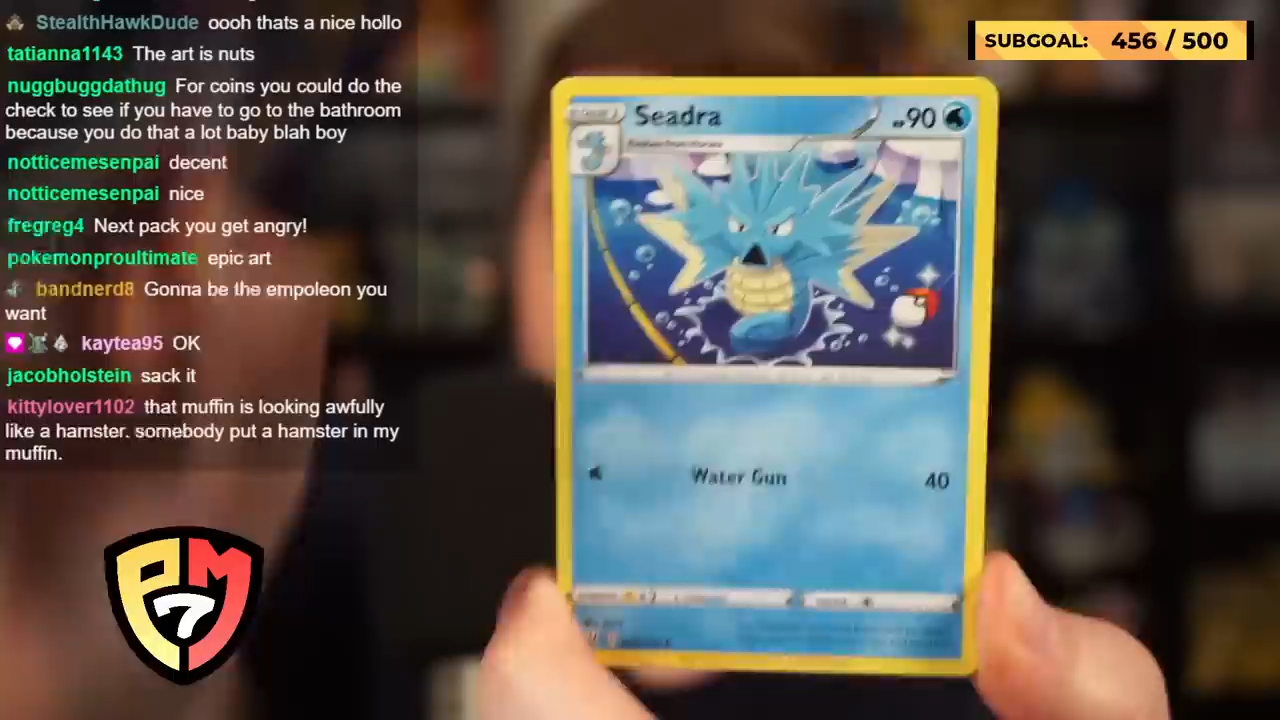 StealthHawkDude oooh thats a nice hollo
tatianna1143 The art is nuts
nuggbuggdathug For coins you could do the
check to see if you have to go to the bathroom
because you do that a lot baby blah boy
notticemesenpai decent
notticemesenpai nice
fregreg4 Next pack you get angry!
pokemonproultimate epic art
bandnerd8 Gonna be the empoleon you
want
kaytea95 OK
jacobholstein sack it
kittylover1102 that muffin is looking awfully
like a hamster. somebody put a hamster in my
muffin.
PM
7
SUBGOAL: 456 / 500
Seadra
90
Water Gun 40